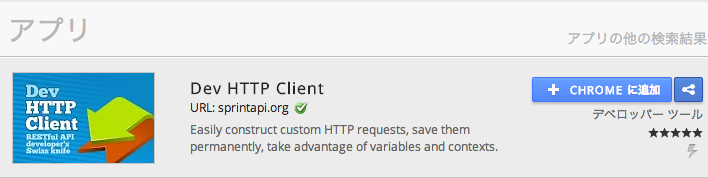 アプリ
アプリの他の検索結果
Dev
HTTP
Client
RESTful API
developer's
Swiss knife
Dev HTTP Client
URL: sprintapi.org
Easily construct custom HTTP requests, save them
permanently, take advantage of variables and contexts.
CHROME に追加
デベロッパー ツール